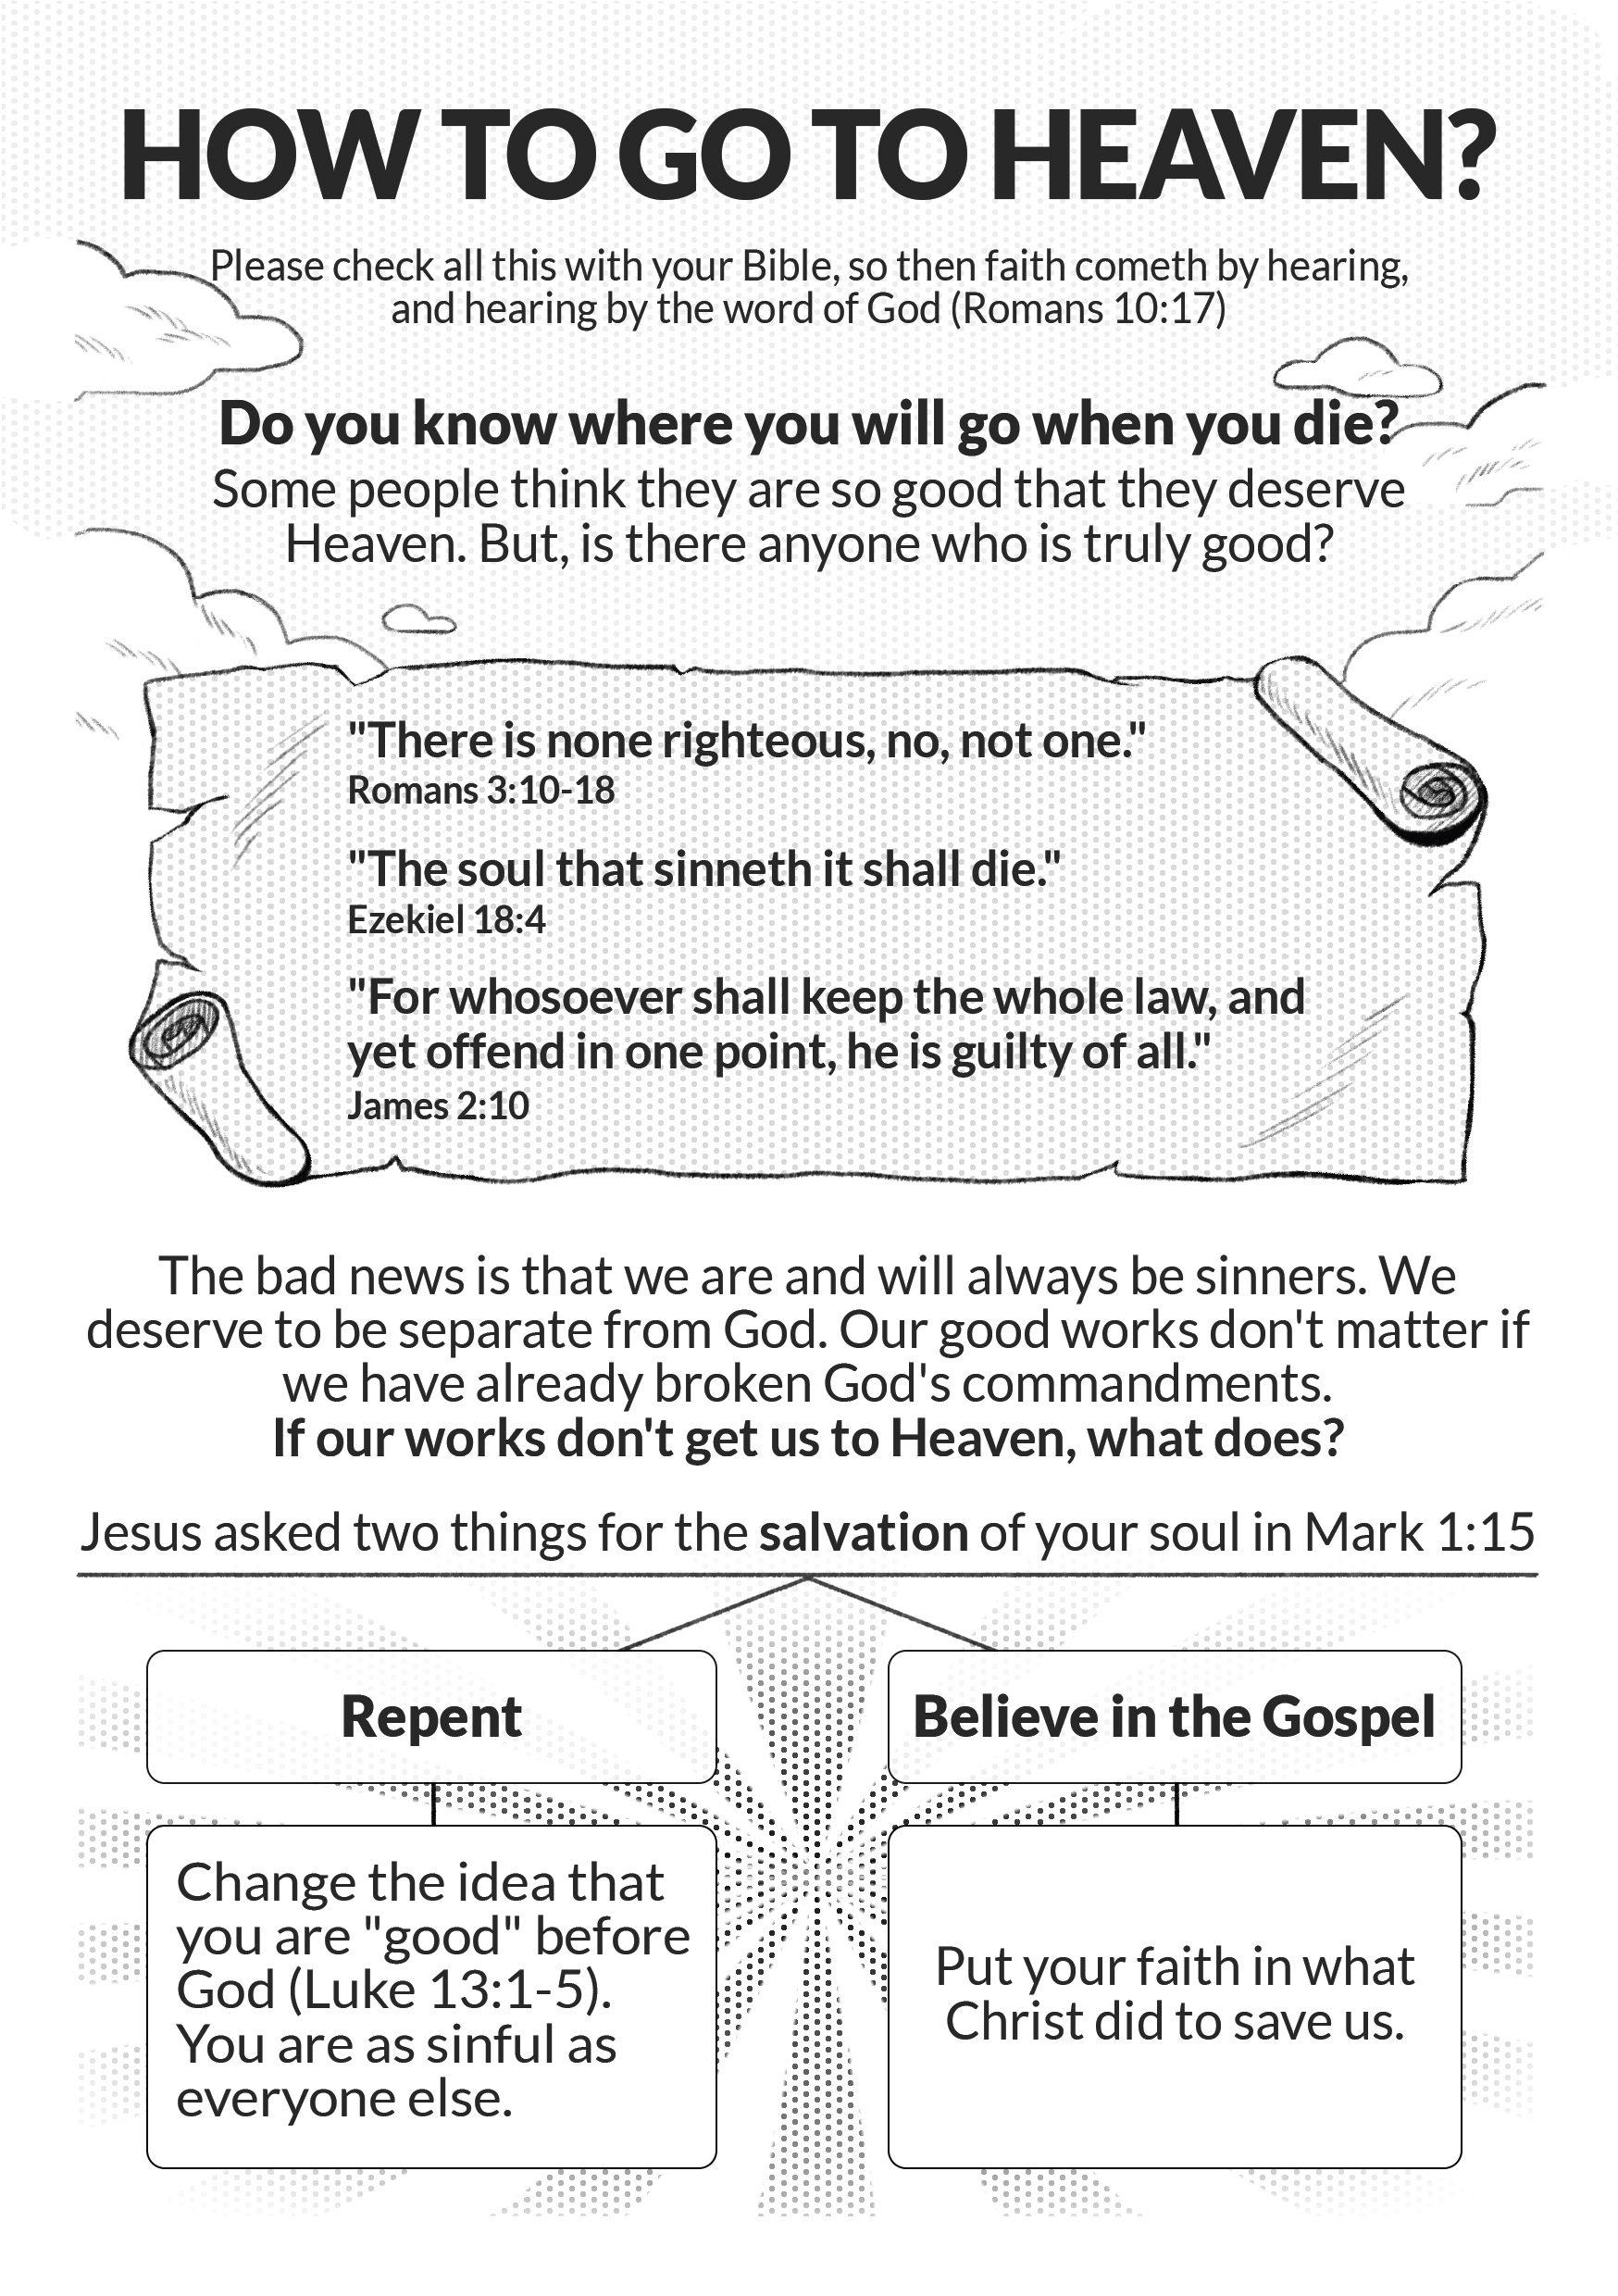 HOW TO GO TO HEAVEN?
Please check all this with your Bible, so then faith cometh by hearing,
and hearing by the word of God (Romans 10:17)
Do you know where you will go when you die?
Some people think they are so good that they deserve
Heaven. But, is there anyone who is truly good?
"There is none righteous, no, not one."
Romans 3:10-18
"The soul that sinneth it shall die."
Ezekiel 18:4
"For whosoever shall keep the whole law, and
yet offend in one point, he is guilty of all."
James 2:10
The bad news is that we are and will always be sinners. We
deserve to be separate from God. Our good works don't matter if
we have already broken God's commandments.
If our works don't get us to Heaven, what does?
Jesus asked two things for the salvation of your soul in Mark 1:15
Repent
Change the idea that
you are "good" before
God (Luke 13:1-5).
You are as sinful as
everyone else.
Believe in the Gospel
Put your faith in what
Christ did to save us.